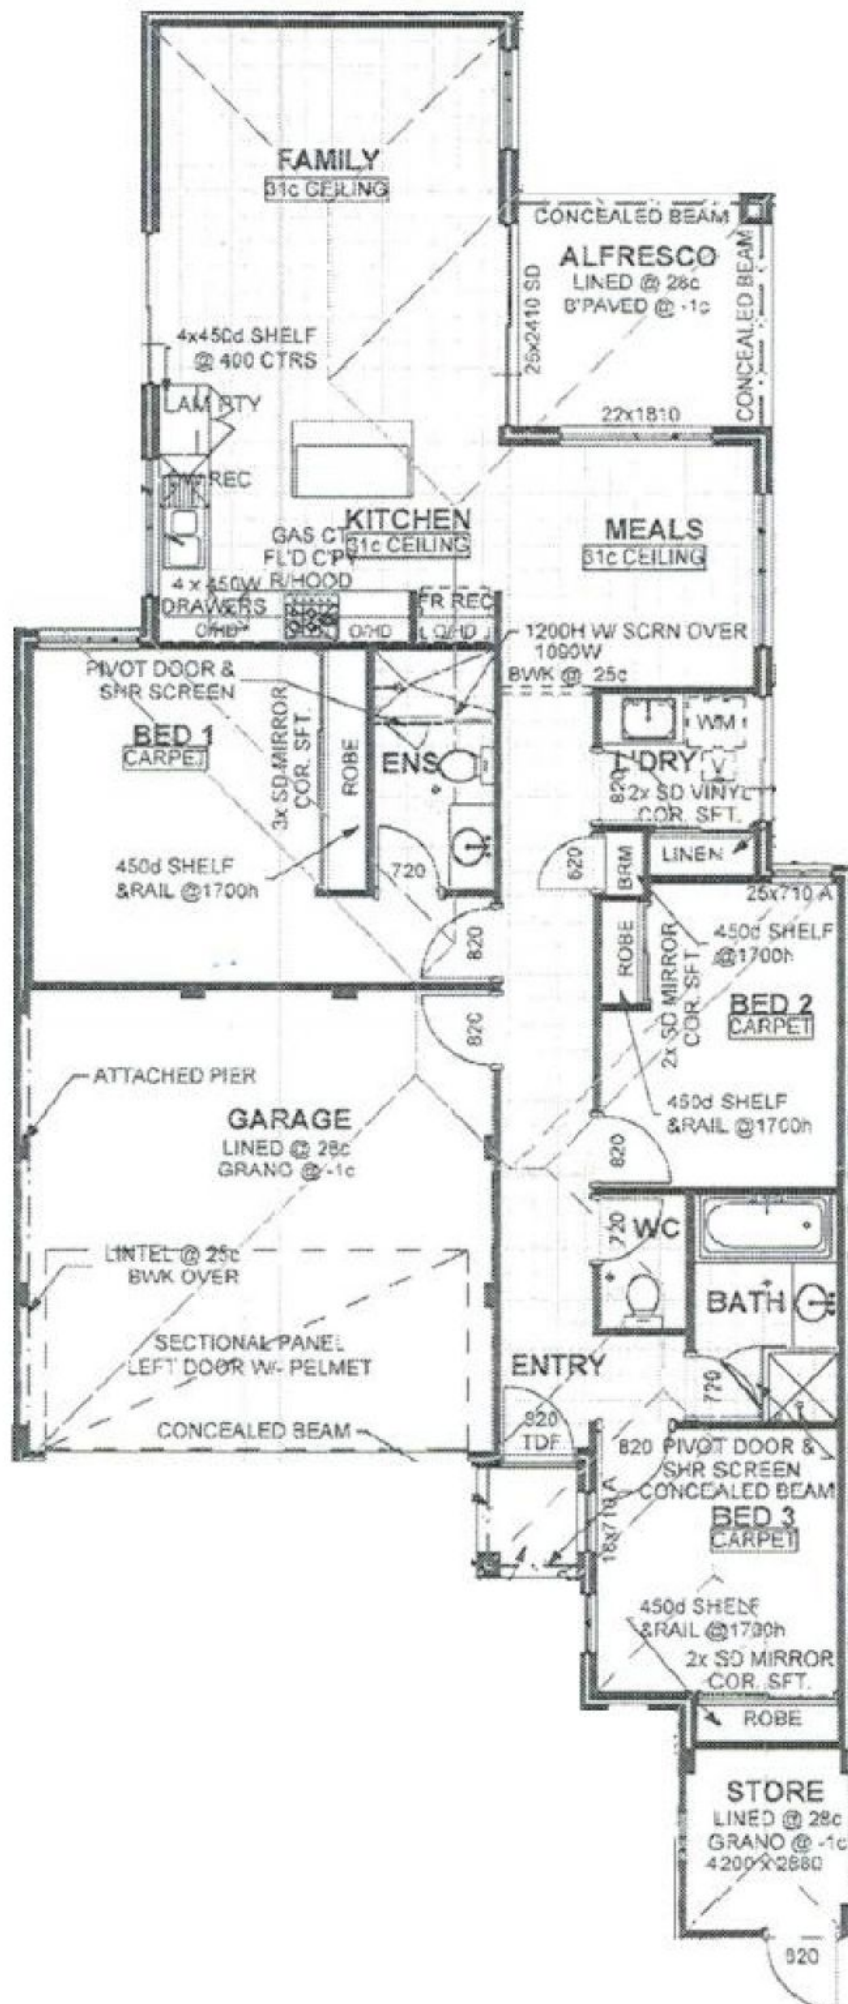 FAMILY
31c CEILING
CONCEALED BEAM
ALFRESCO
LINED @ 28c
B'PAVED @ -1c
CONCEALED BEAM
26x2410 SD
4x450d SHELF
@ 400 CTRS
22x1810
REC
KITCHEN
31c CEILING
MEALS
31c CEILING
GAS CT
FL'D C'PY
R/HOOD
4 x 450W
DRAWERS
O/HD
O/HD
FR REC
O/HD
1200H W/ SCRN OVER
1090W
BWK @ 25c
PIVOT DOOR &
SHR SCREEN
BED 1
CARPET
3x SD MIRROR
COR. SFT.
ROBE
ENS
WM
L'DRY
820
2x SD VINYL
COR. SFT.
450d SHELF
&RAIL @1700h
720
620
BRM
LINEN
25x710 A
820
ROBE
2x SD MIRROR
COR. SFT.
450d SHELF
@1700h
BED 2
CARPET
820
ATTACHED PIER
450d SHELF
&RAIL @1700h
GARAGE
LINED @ 28c
GRANO @ -1c
820
720
WC
LINTEL @ 25c
BWK OVER
BATH
SECTIONAL PANEL
LEFT DOOR W/- PELMET
ENTRY
720
CONCEALED BEAM
920
TDF
820 PIVOT DOOR &
SHR SCREEN
CONCEALED BEAM
18x710 A
BED 3
CARPET
450d SHELF
&RAIL @1700h
2x SD MIRROR
COR. SFT.
ROBE
STORE
LINED @ 28c
GRANO @ -1c
4200 x 2880
820